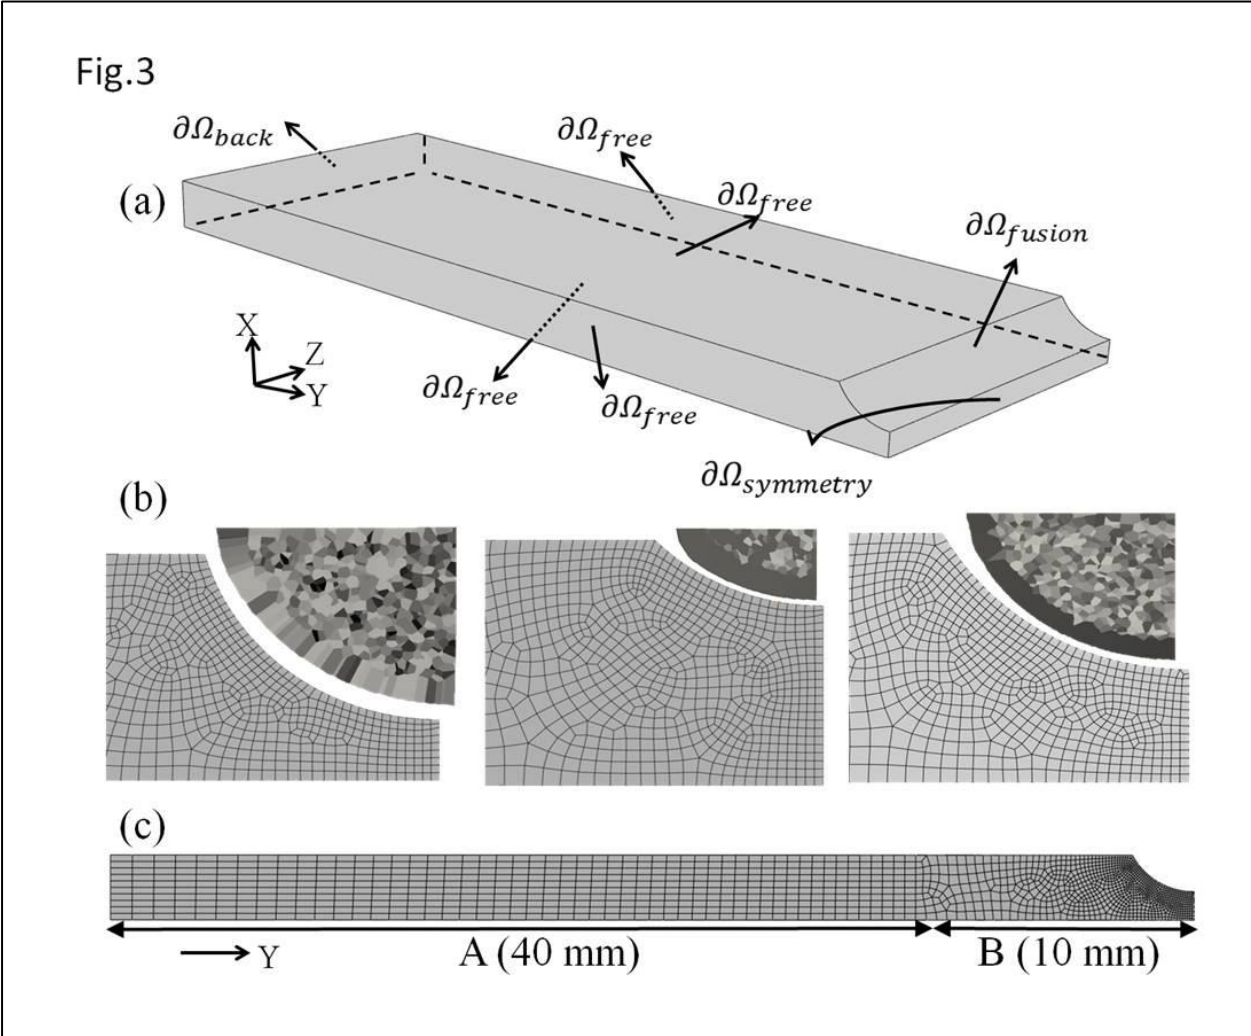 Fig.3
∂Ω_back
∂Ω_free
(a)
∂Ω_free
∂Ω_fusion
X
Z
Y
∂Ω_free
∂Ω_free
∂Ω_symmetry
(b)
(c)
Y
A (40 mm)
B (10 mm)